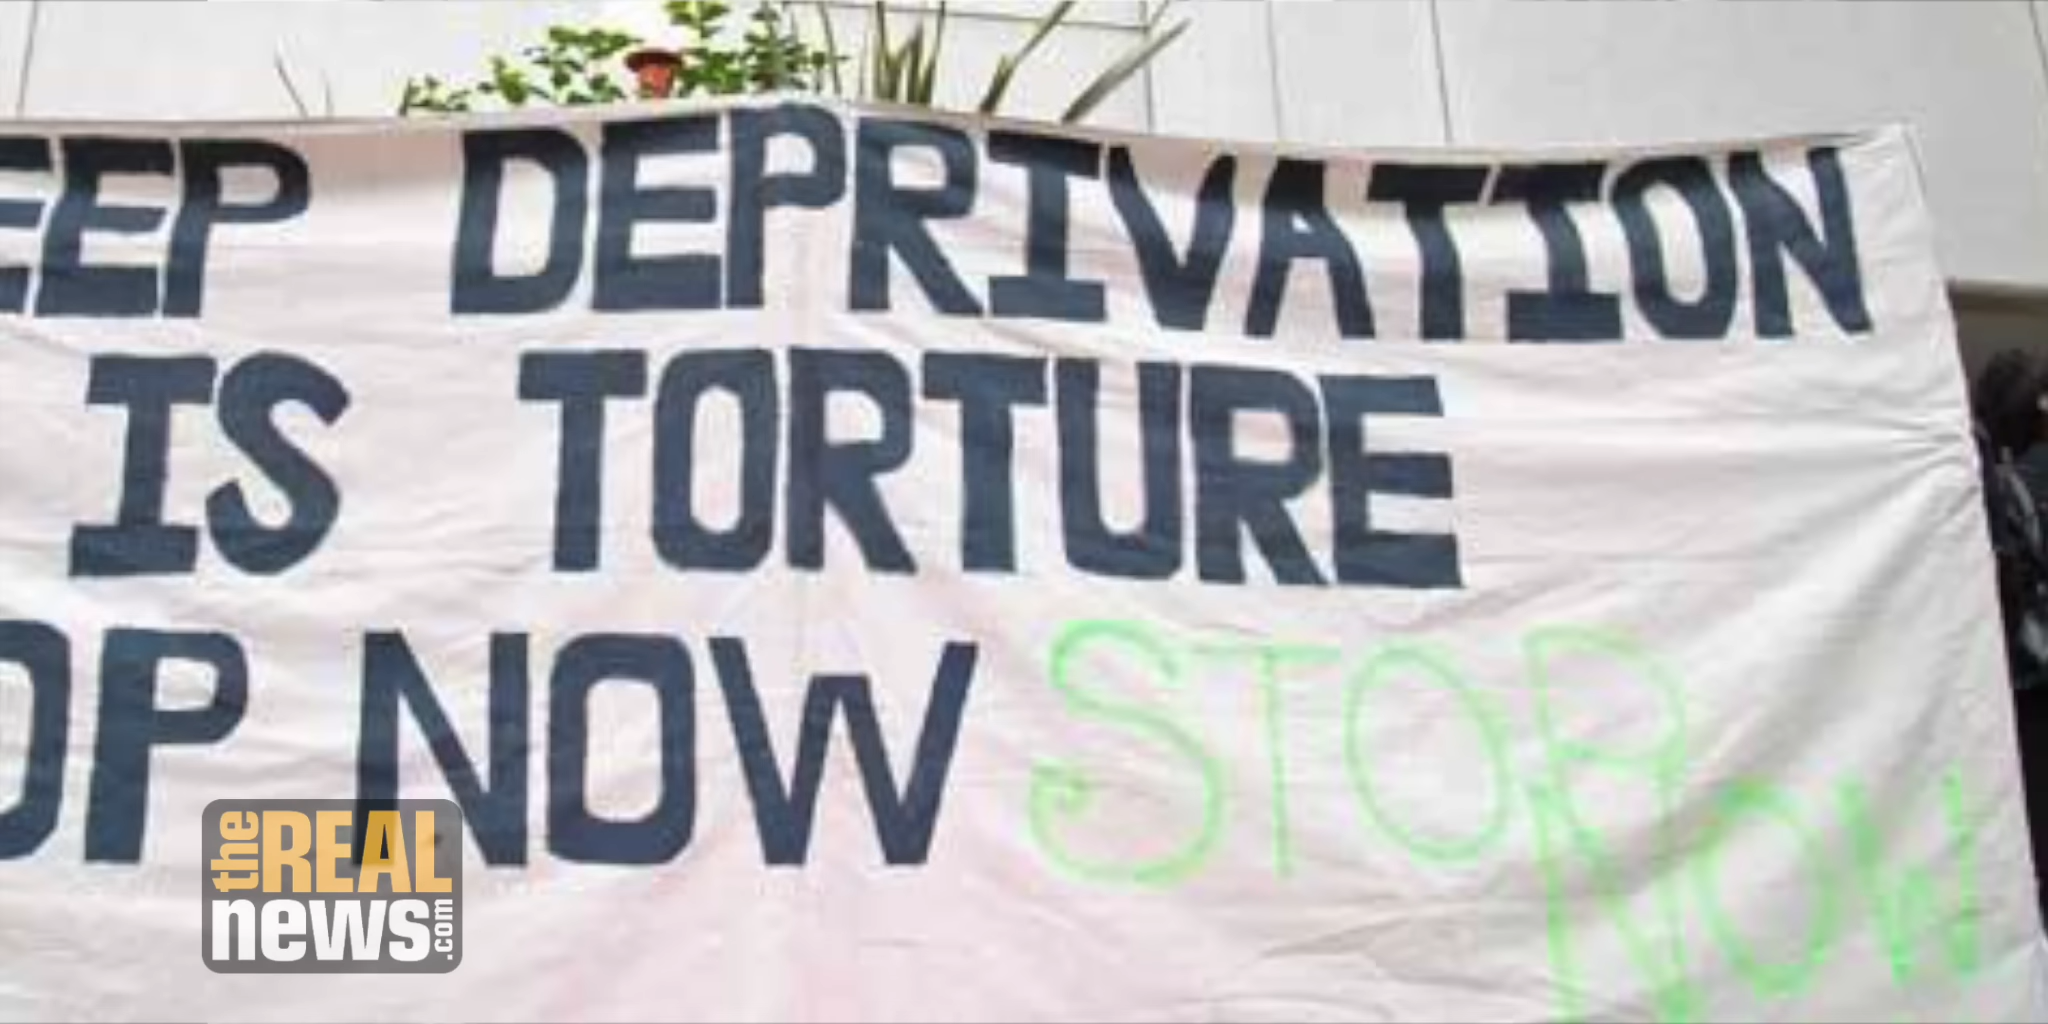 EEP DEPRIVATION
IS TORTURE
OP NOW STOP
NOW
the REAL
news.com